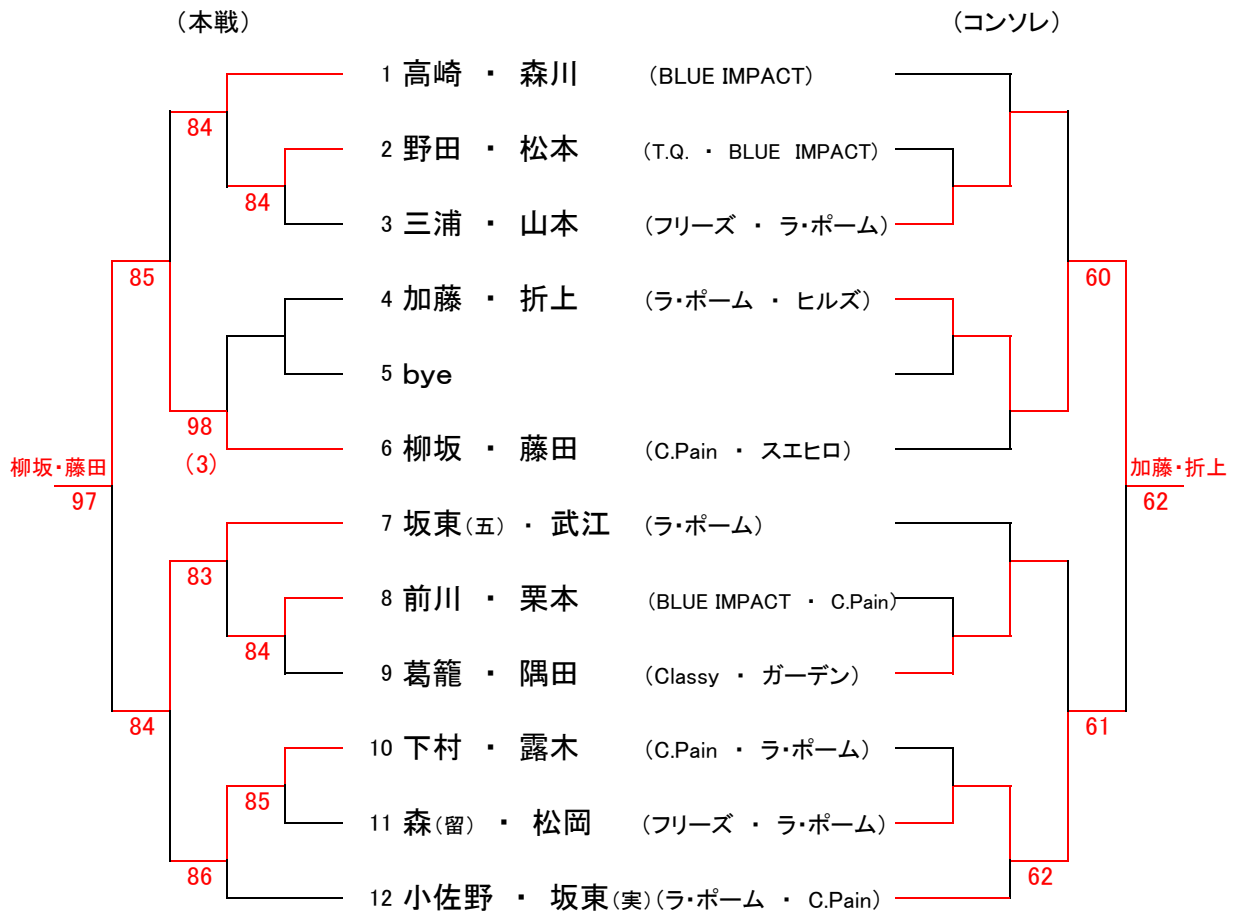 （本戦） （コンソレ）
1 高崎 ・ 森川 （BLUE IMPACT）
84
2 野田 ・ 松本 （T.Q. ・ BLUE IMPACT）
84
3 三浦 ・ 山本 （フリーズ ・ ラ・ポーム）
85 60
4 加藤 ・ 折上 （ラ・ポーム ・ ヒルズ）
5 bye
98
6 柳坂 ・ 藤田 （C.Pain ・ スエヒロ）
（3）
柳坂・藤田 加藤・折上
97 62
7 坂東（五） ・ 武江 （ラ・ポーム）
83
8 前川 ・ 栗本 （BLUE IMPACT ・ C.Pain）
84
9 葛籠 ・ 隅田 （Classy ・ ガーデン）
84 61
10 下村 ・ 露木 （C.Pain ・ ラ・ポーム）
85
11 森（留） ・ 松岡 （フリーズ ・ ラ・ポーム）
86 62
12 小佐野 ・ 坂東（実）（ラ・ポーム ・ C.Pain）